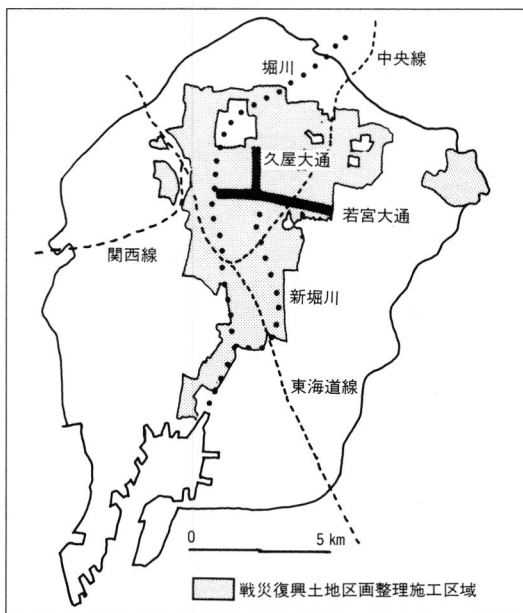 堀川
中央線
久屋大通
若宮大通
関西線
新堀川
東海道線
0
5 km
戦災復興土地区画整理施工区域